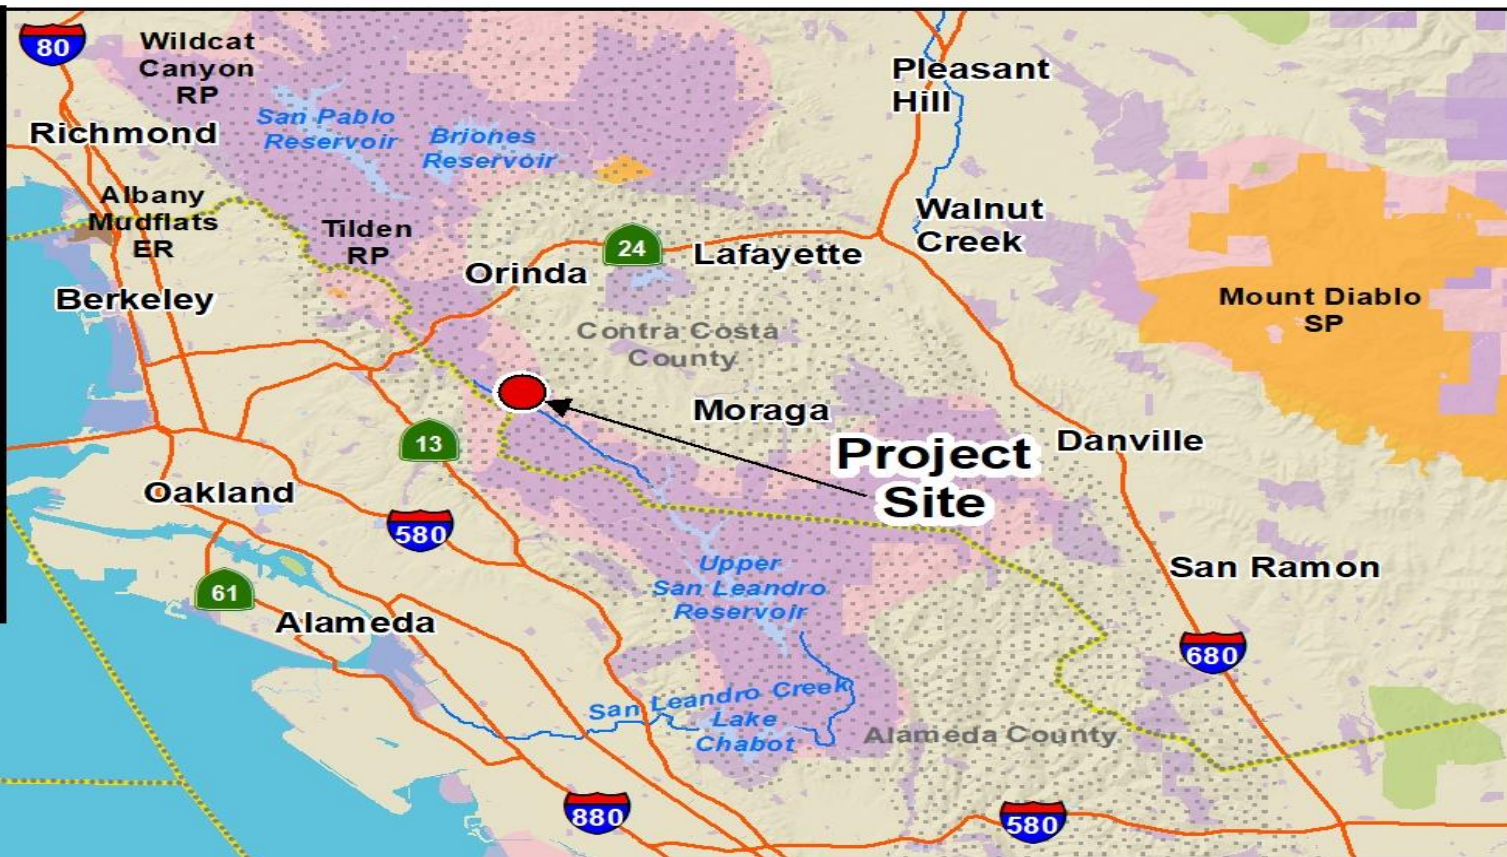 80
Wildcat
Canyon
RP
Pleasant
Hill
San Pablo
Reservoir
Briones
Reservoir
Richmond
Albany
Mudflats
ER
Tilden
RP
Walnut
Creek
24
Lafayette
Orinda
Berkeley
Mount Diablo
SP
Contra Costa
County
Moraga
13
Project
Site
Danville
Oakland
580
Upper
San Leandro
Reservoir
San Ramon
61
Alameda
680
San Leandro Creek
Lake
Chabot
Alameda County
880
580